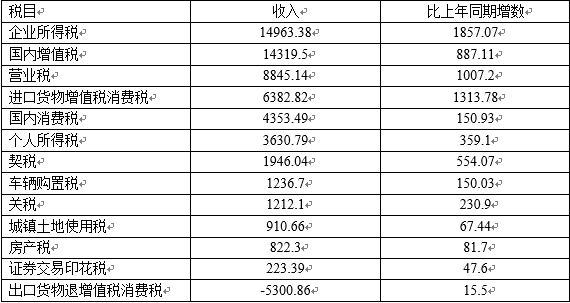 税目 收入 比上年同期增数
企业所得税 14963.38 1857.07
国内增值税 14319.5 887.11
营业税 8845.14 1007.2
进口货物增值税消费税 6382.82 1313.78
国内消费税 4353.49 150.93
个人所得税 3630.79 359.1
契税 1946.04 554.07
车辆购置税 1236.7 150.03
关税 1212.1 230.9
城镇土地使用税 910.66 67.44
房产税 822.3 81.7
证券交易印花税 223.39 47.6
出口货物退增值税消费税 -5300.86 15.5